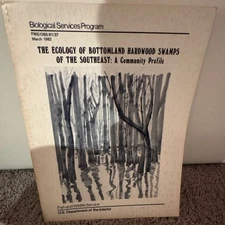 Biological Services Program
FWS/OBS-81/37
March 1982
THE ECOLOGY OF BOTTOMLAND HARDWOOD SWAMPS
OF THE SOUTHEAST: A Community Profile
Fish and Wildlife Service
U.S. Department of the Interior